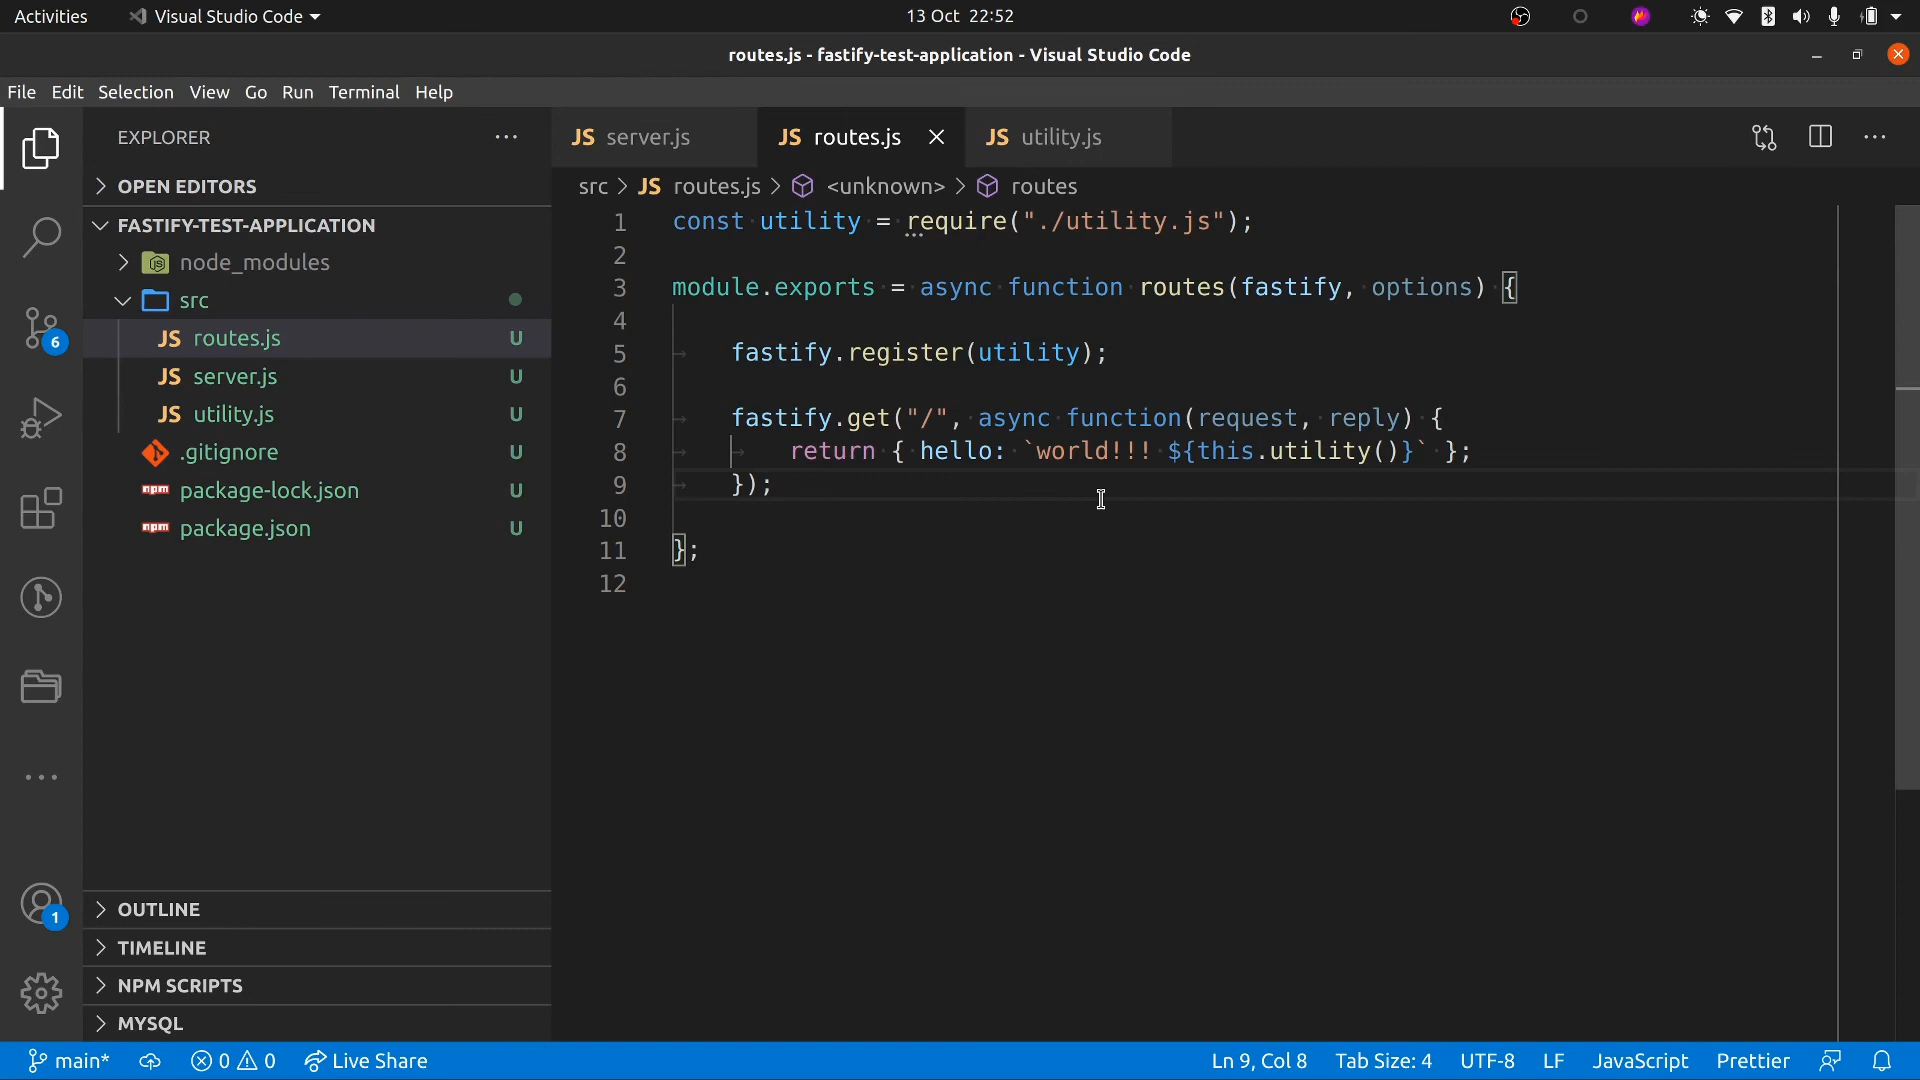 Activities
Visual Studio Code
13 Oct 22:52
routes.js - fastify-test-application - Visual Studio Code
File Edit Selection View Go Run Terminal Help
EXPLORER
OPEN EDITORS
FASTIFY-TEST-APPLICATION
node_modules
src
JS routes.js U
JS server.js U
JS utility.js U
.gitignore U
npm package-lock.json U
npm package.json U
OUTLINE
TIMELINE
NPM SCRIPTS
MYSQL
6
1
JS server.js
JS routes.js
JS utility.js
src > JS routes.js > <unknown> > routes
1 const utility = require("./utility.js");
2
3 module.exports = async function routes(fastify, options) {
4
5 fastify.register(utility);
6
7 fastify.get("/", async function(request, reply) {
8 return { hello: `world!!! ${this.utility()}` };
9 });
10
11 };
12
main* 0 0 Live Share
Ln 9, Col 8 Tab Size: 4 UTF-8 LF JavaScript Prettier